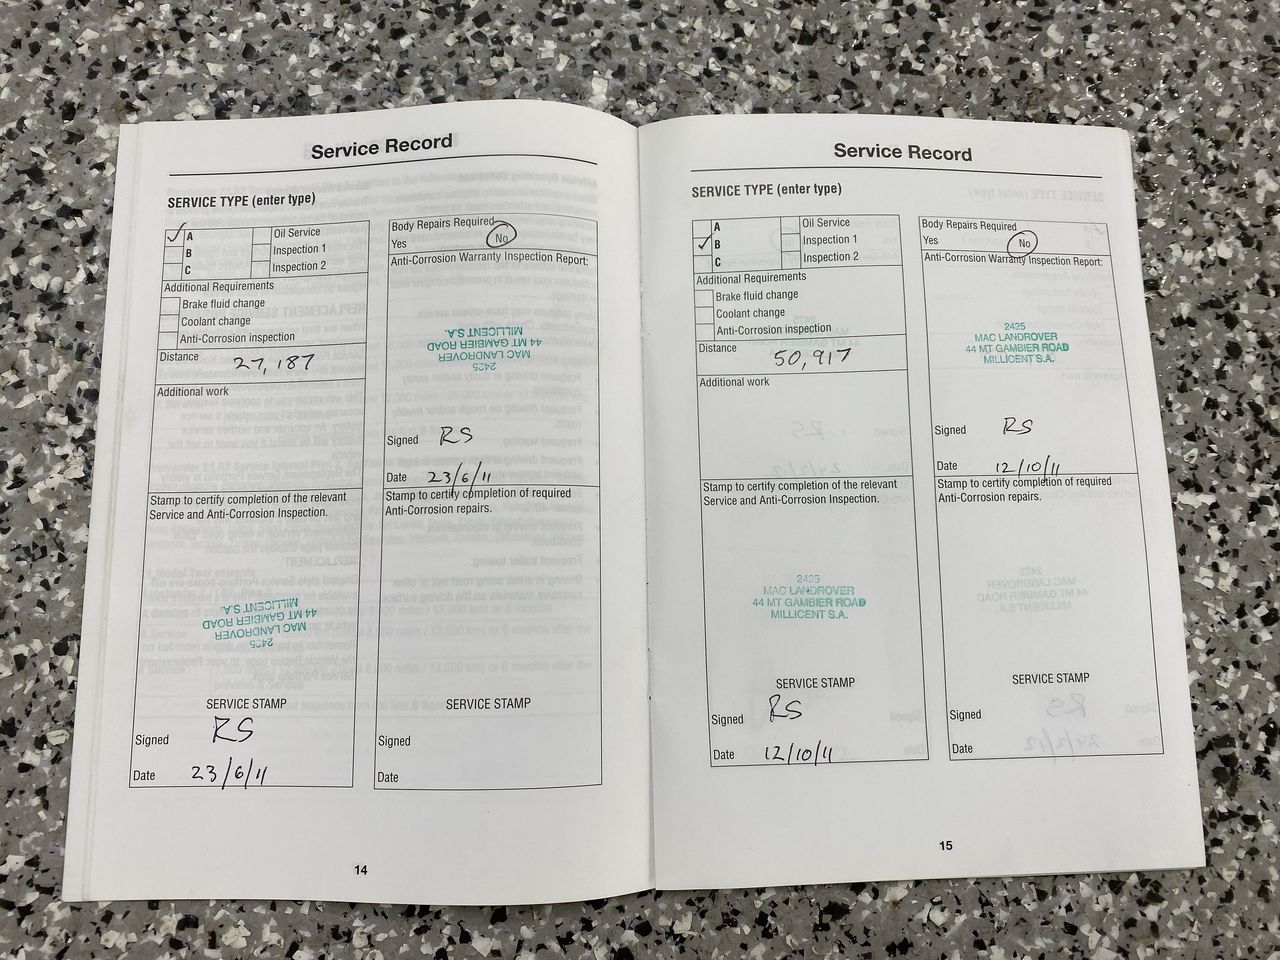 Service Record
SERVICE TYPE (enter type)
✓ A
B
C
Oil Service
Inspection 1
Inspection 2
Additional Requirements
Brake fluid change
Coolant change
Anti-Corrosion inspection
Distance 27,187
Additional work
Body Repairs Required
Yes No
Anti-Corrosion Warranty Inspection Report:
2425
MAC LANDROVER
44 MT GAMBIER ROAD
MILLICENT S.A.
Signed RS
Date 23/6/11
Stamp to certify completion of the relevant
Service and Anti-Corrosion Inspection.
2425
MAC LANDROVER
44 MT GAMBIER ROAD
MILLICENT S.A.
SERVICE STAMP
Signed RS
Date 23/6/11
Stamp to certify completion of required
Anti-Corrosion repairs.
SERVICE STAMP
Signed
Date
14
Service Record
SERVICE TYPE (enter type)
A
✓ B
C
Oil Service
Inspection 1
Inspection 2
Additional Requirements
Brake fluid change
Coolant change
Anti-Corrosion inspection
Distance 50,917
Additional work
Body Repairs Required
Yes No
Anti-Corrosion Warranty Inspection Report:
2425
MAC LANDROVER
44 MT GAMBIER ROAD
MILLICENT S.A.
Signed RS
Date 12/10/11
Stamp to certify completion of the relevant
Service and Anti-Corrosion Inspection.
2425
MAC LANDROVER
44 MT GAMBIER ROAD
MILLICENT S.A.
SERVICE STAMP
Signed RS
Date 12/10/11
Stamp to certify completion of required
Anti-Corrosion repairs.
SERVICE STAMP
Signed
Date
15